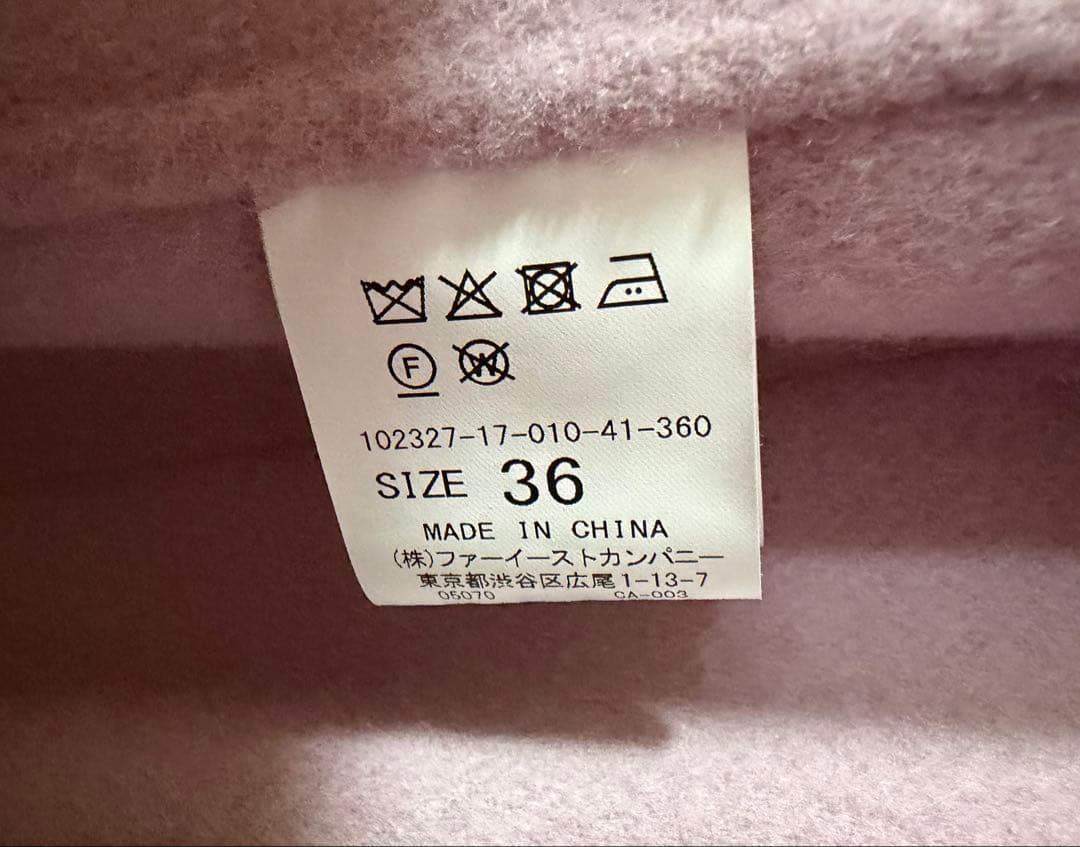 F W
102327-17-010-41-360
SIZE 36
MADE IN CHINA
(株)ファーイーストカンパニー
東京都渋谷区広尾1-13-7
05070 CA-003